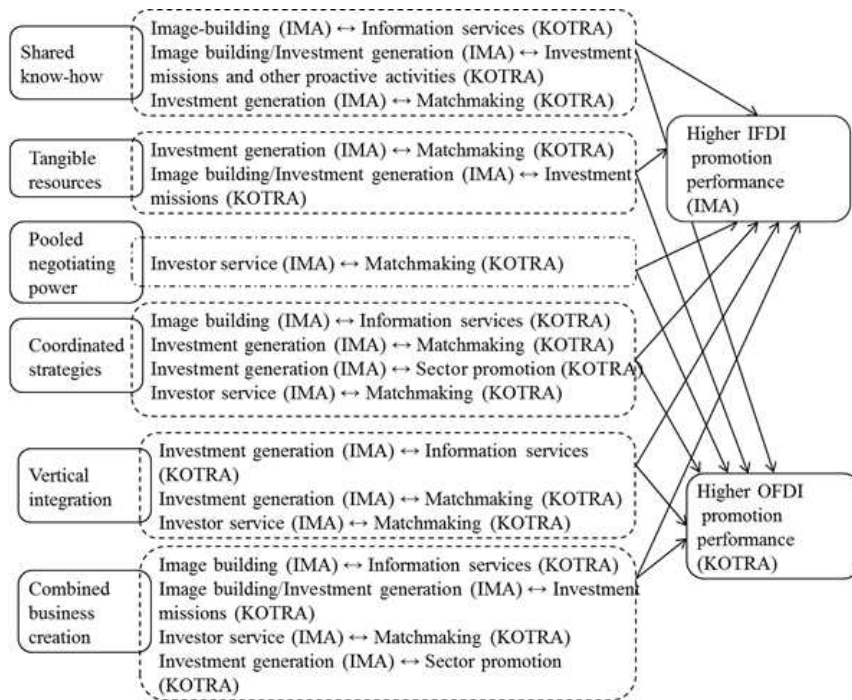 Shared
know-how
Image-building (IMA) ↔ Information services (KOTRA)
Image building/Investment generation (IMA) ↔ Investment
missions and other proactive activities (KOTRA)
Investment generation (IMA) ↔ Matchmaking (KOTRA)
Tangible
resources
Investment generation (IMA) ↔ Matchmaking (KOTRA)
Image building/Investment generation (IMA) ↔ Investment
missions (KOTRA)
Pooled
negotiating
power
Investor service (IMA) ↔ Matchmaking (KOTRA)
Coordinated
strategies
Image building (IMA) ↔ Information services (KOTRA)
Investment generation (IMA) ↔ Matchmaking (KOTRA)
Investment generation (IMA) ↔ Sector promotion (KOTRA)
Investor service (IMA) ↔ Matchmaking (KOTRA)
Vertical
integration
Investment generation (IMA) ↔ Information services
(KOTRA)
Investment generation (IMA) ↔ Matchmaking (KOTRA)
Investor service (IMA) ↔ Matchmaking (KOTRA)
Combined
business
creation
Image building (IMA) ↔ Information services (KOTRA)
Image building/Investment generation (IMA) ↔ Investment
missions (KOTRA)
Investor service (IMA) ↔ Matchmaking (KOTRA)
Investment generation (IMA) ↔ Sector promotion
(KOTRA)
Higher IFDI
promotion
performance
(IMA)
Higher OFDI
promotion
performance
(KOTRA)